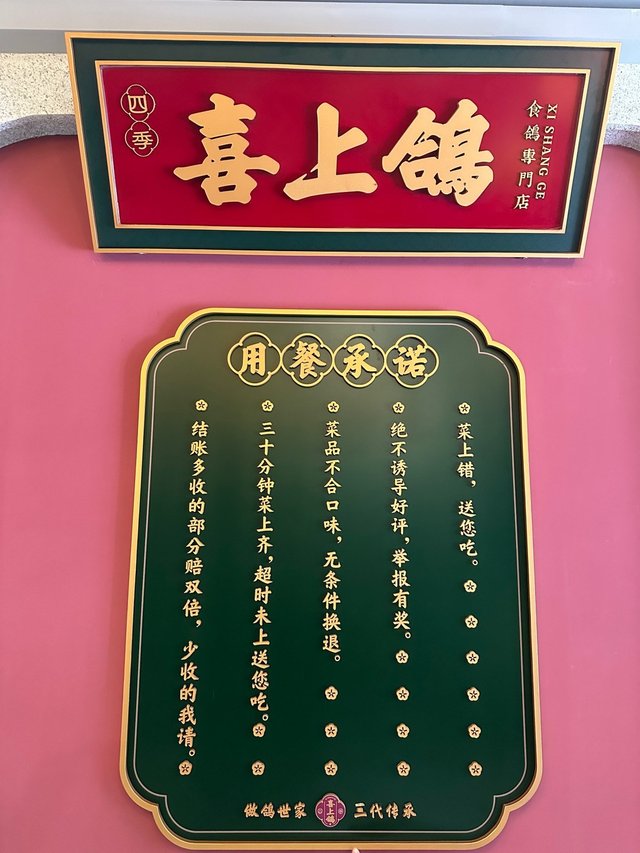 四季
喜上鸽
食鸽專門店
XI SHANG GE
用餐承诺
菜上错，送您吃。
绝不诱导好评，举报有奖。
菜品不合口味，无条件换退。
三十分钟菜上齐，超时未上送您吃。
结账多收的部分赔双倍，少收的我请。
做鸽世家
喜上鸽
三代传承